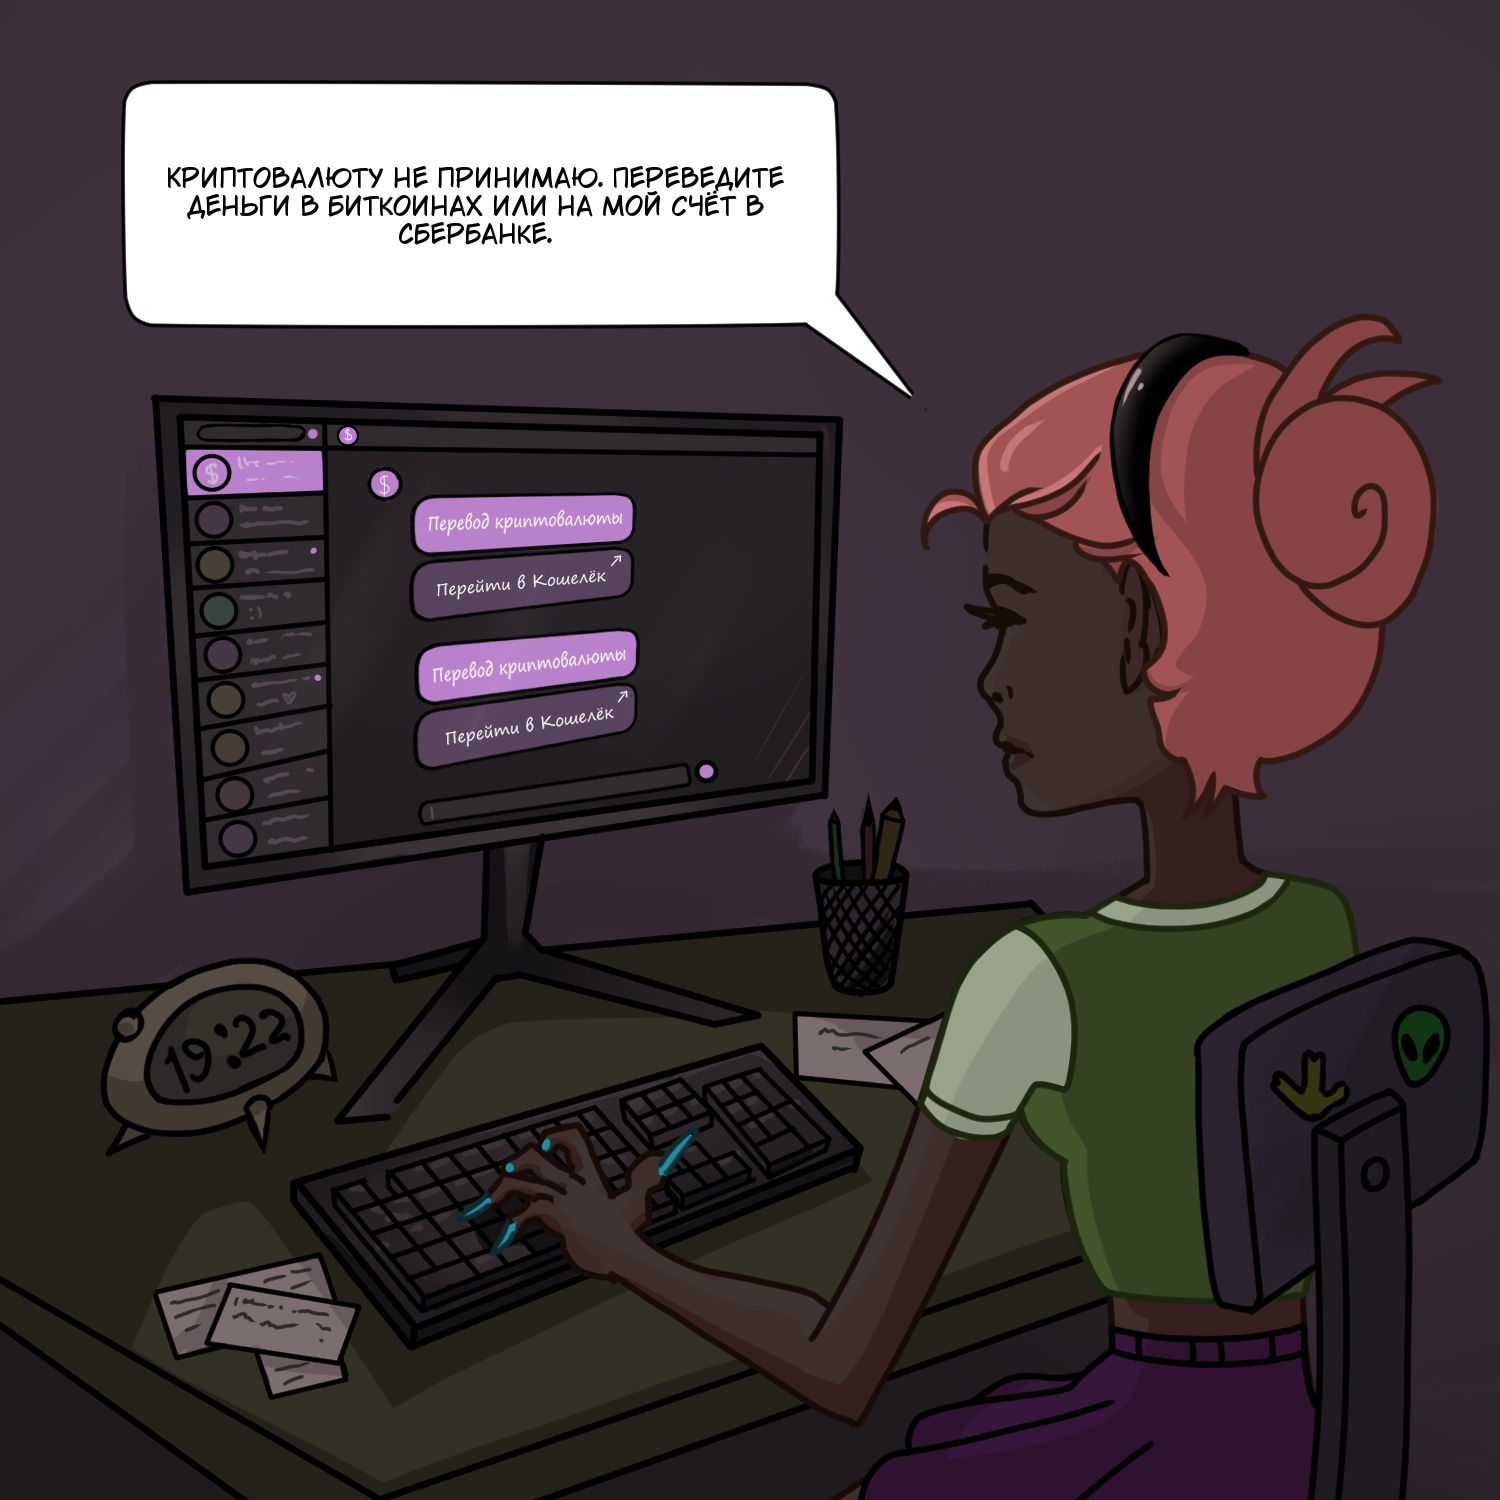 КРИПТОВАЛЮТУ НЕ ПРИНИМАЮ. ПЕРЕВЕДИТЕ
ДЕНЬГИ В БИТКОИНАХ ИЛИ НА МОЙ СЧЁТ В
СБЕРБАНКЕ.
$
$
$
Перевод криптовалюты
Перейти в Кошелёк
Перевод криптовалюты
Перейти в Кошелёк
:)
19:22